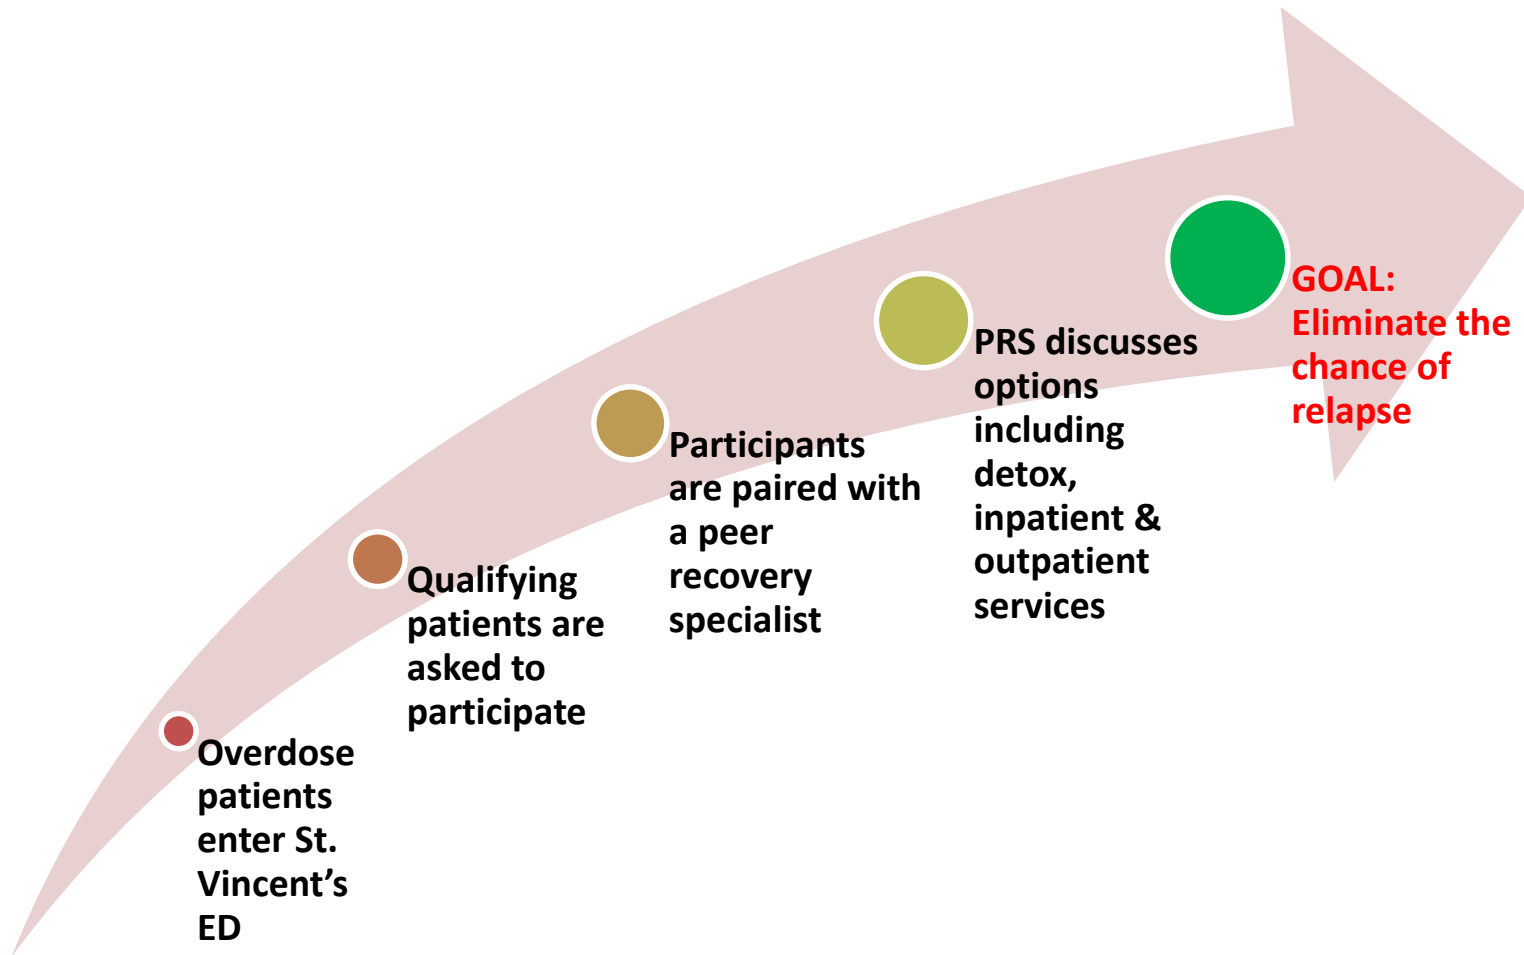 Overdose
patients
enter St.
Vincent’s
ED
Qualifying
patients are
asked to
participate
Participants
are paired with
a peer
recovery
specialist
PRS discusses
options
including
detox,
inpatient &
outpatient
services
GOAL:
Eliminate the
chance of
relapse